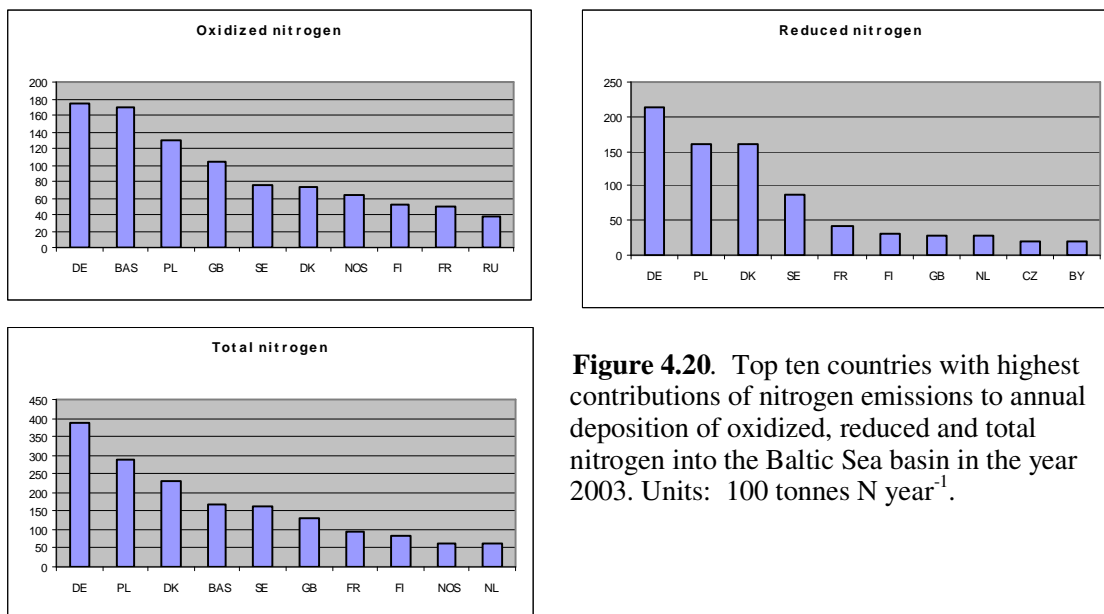 Oxidized nitrogen
200
180
160
140
120
100
80
60
40
20
0
DE BAS PL GB SE DK NOS FI FR RU
Reduced nitrogen
250
200
150
100
50
0
DE PL DK SE FR FI GB NL CZ BY
Total nitrogen
450
400
350
300
250
200
150
100
50
0
DE PL DK BAS SE GB FR FI NOS NL
Figure 4.20. Top ten countries with highest
contributions of nitrogen emissions to annual
deposition of oxidized, reduced and total
nitrogen into the Baltic Sea basin in the year
2003. Units: 100 tonnes N year⁻¹.